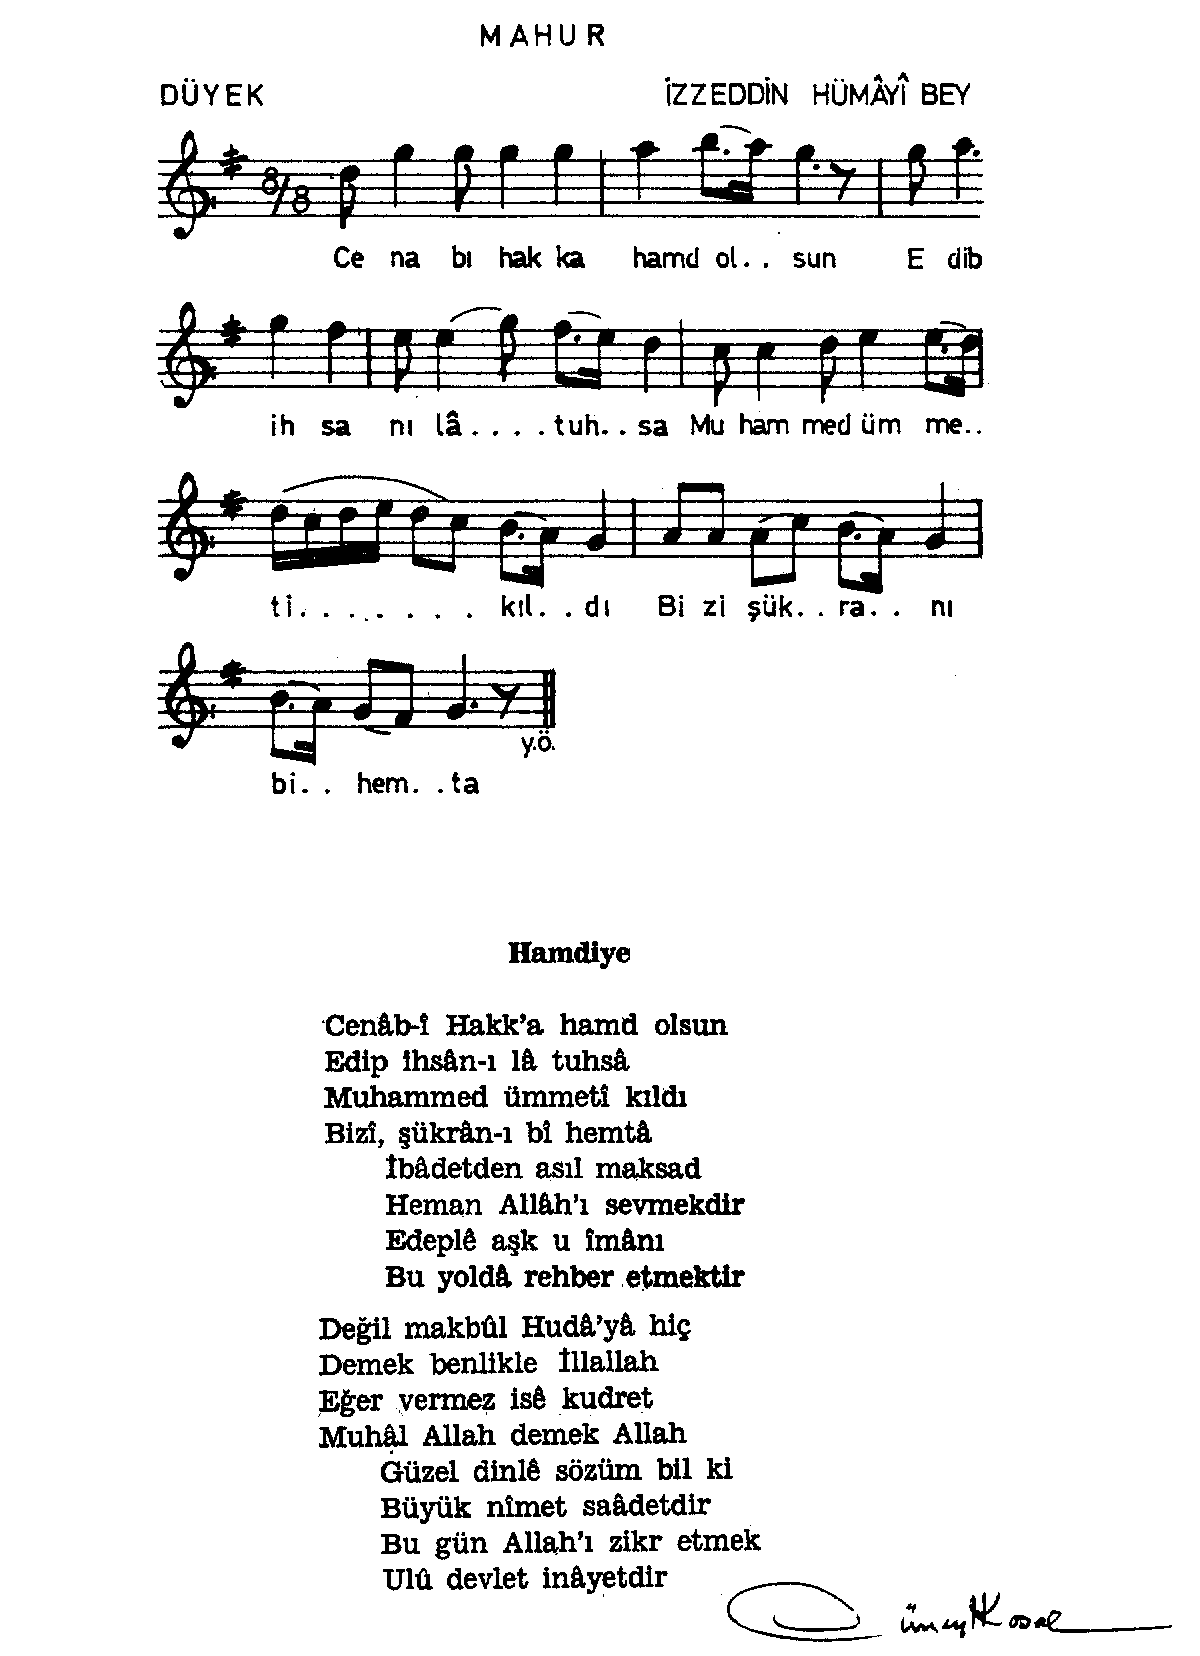 MAHUR
DÜYEK İZZEDDİN HÜMÂYÎ BEY
8/8
Ce na bı hak ka hamd ol. . sun E dib
ih sa nı lâ. . . . tuh. . sa Mu ham med üm me. .
ti. . . . . . . kıl. . dı Bi zi şük. . ra. . nı
y.ö.
bi. . hem. . ta
Hamdiye
Cenâb-î Hakk'a hamd olsun
Edip ihsân-ı lâ tuhsâ
Muhammed ümmetî kıldı
Bizî, şükrân-ı bî hemtâ
İbâdetden asıl maksad
Heman Allâh'ı sevmekdir
Edeplê aşk u îmânı
Bu yoldâ rehber etmektir
Değil makbûl Hudâ'yâ hiç
Demek benlikle İllallah
Eğer vermez isê kudret
Muhâl Allah demek Allah
Güzel dinlê sözüm bil ki
Büyük nîmet saâdetdir
Bu gün Allah'ı zikr etmek
Ulû devlet inâyetdir
Cüneyt Kosal